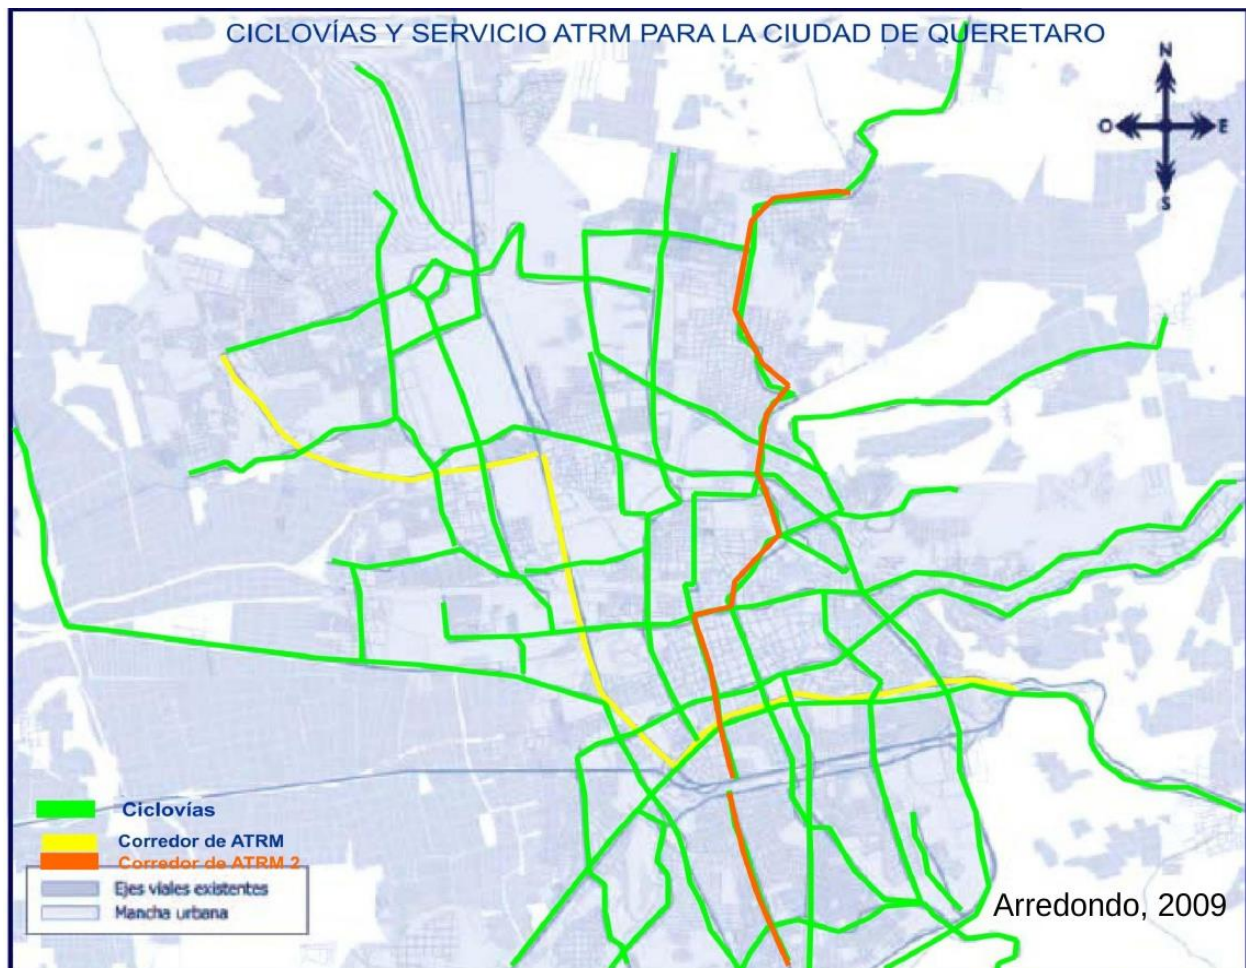 CICLOVÍAS Y SERVICIO ATRM PARA LA CIUDAD DE QUERETARO
N
O E
S
Ciclovías
Corredor de ATRM
Corredor de ATRM 2
Ejes viales existentes
Mancha urbana
Arredondo, 2009